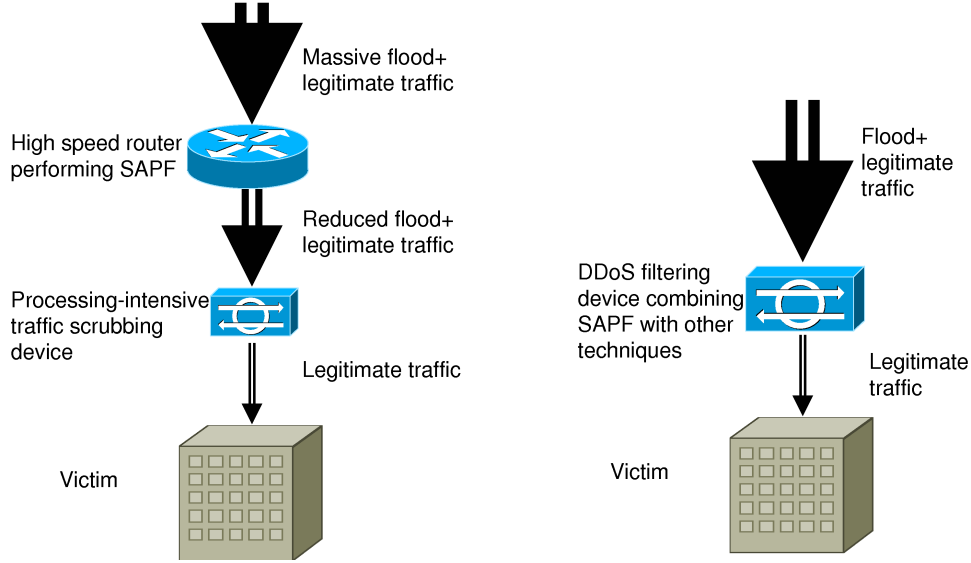 Massive flood+
legitimate traffic
High speed router
performing SAPF
Reduced flood+
legitimate traffic
Processing-intensive
traffic scrubbing
device
Legitimate traffic
Victim
Flood+
legitimate
traffic
DDoS filtering
device combining
SAPF with other
techniques
Legitimate
traffic
Victim